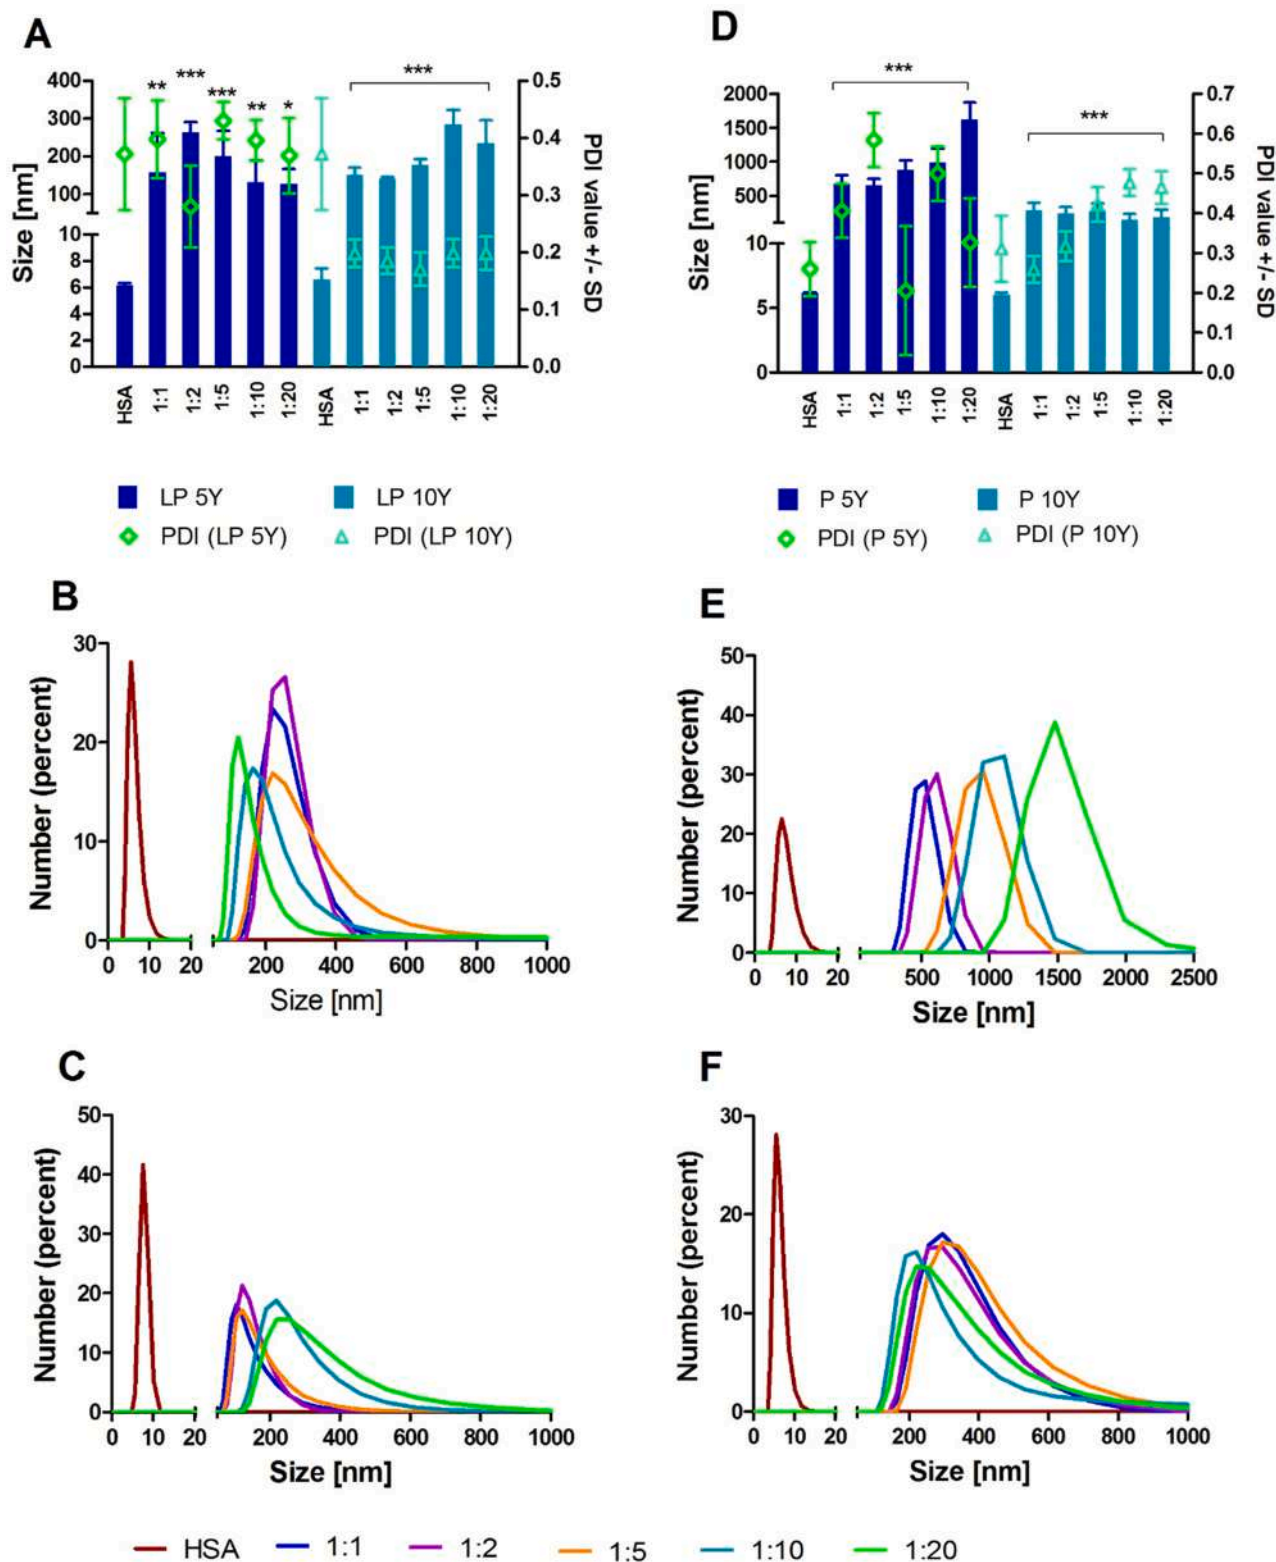 A
** *** *** ** * ***
400
300
200
100
10
8
6
4
2
0
Size [nm]
0.5
0.4
0.3
0.2
0.1
0.0
PDI value +/- SD
HSA 1:1 1:2 1:5 1:10 1:20 HSA 1:1 1:2 1:5 1:10 1:20
LP 5Y LP 10Y
PDI (LP 5Y) PDI (LP 10Y)
D
*** ***
2000
1500
1000
500
10
5
0
Size [nm]
0.7
0.6
0.5
0.4
0.3
0.2
0.1
0.0
PDI value +/- SD
HSA 1:1 1:2 1:5 1:10 1:20 HSA 1:1 1:2 1:5 1:10 1:20
P 5Y P 10Y
PDI (P 5Y) PDI (P 10Y)
B
30
20
10
0
Number (percent)
0 10 20 200 400 600 800 1000
Size [nm]
E
50
40
30
20
10
0
Number (percent)
0 10 20 500 1000 1500 2000 2500
Size [nm]
C
50
40
30
20
10
0
Number (percent)
0 10 20 200 400 600 800 1000
Size [nm]
F
30
20
10
0
Number (percent)
0 10 20 200 400 600 800 1000
Size [nm]
HSA 1:1 1:2 1:5 1:10 1:20